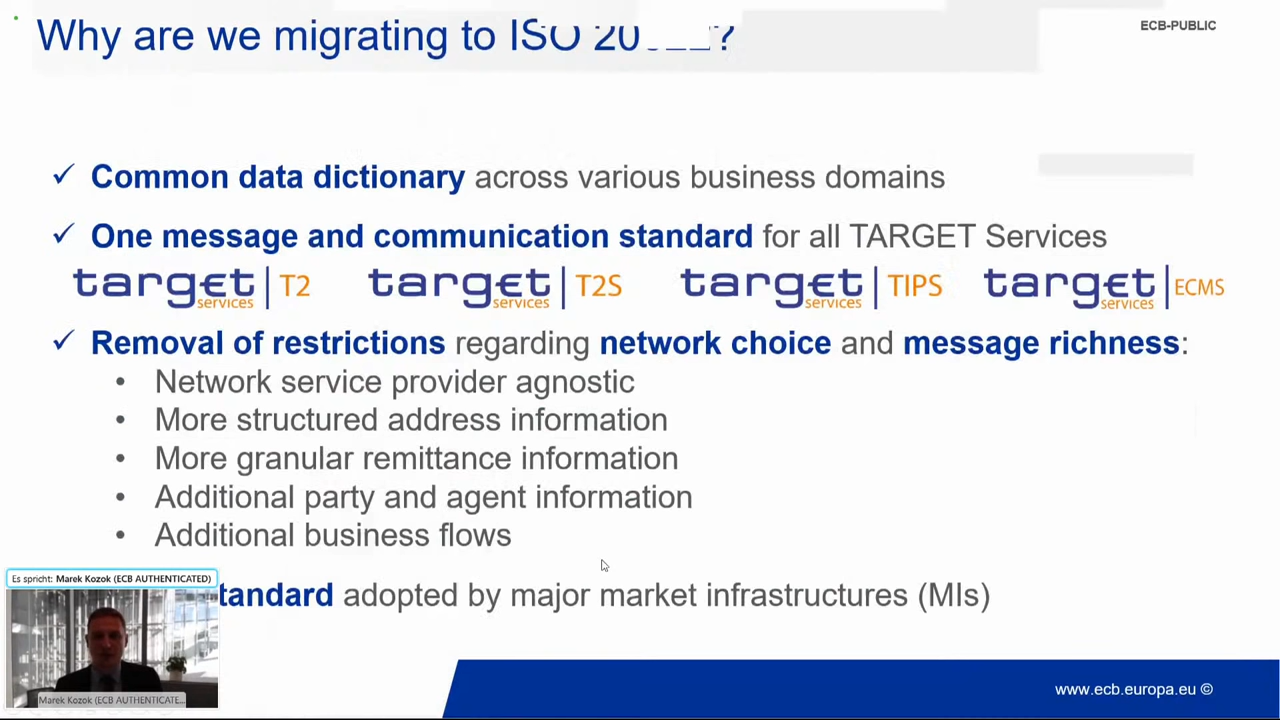 Why are we migrating to ISO 20
ECB-PUBLIC
✓ Common data dictionary across various business domains
✓ One message and communication standard for all TARGET Services
target services | T2 target services | T2S target services | TIPS target services | ECMS
✓ Removal of restrictions regarding network choice and message richness:
• Network service provider agnostic
• More structured address information
• More granular remittance information
• Additional party and agent information
• Additional business flows
tandard adopted by major market infrastructures (MIs)
Es spricht: Marek Kozok (ECB AUTHENTICATED)
Marek Kozok (ECB AUTHENTICATE...
www.ecb.europa.eu ©